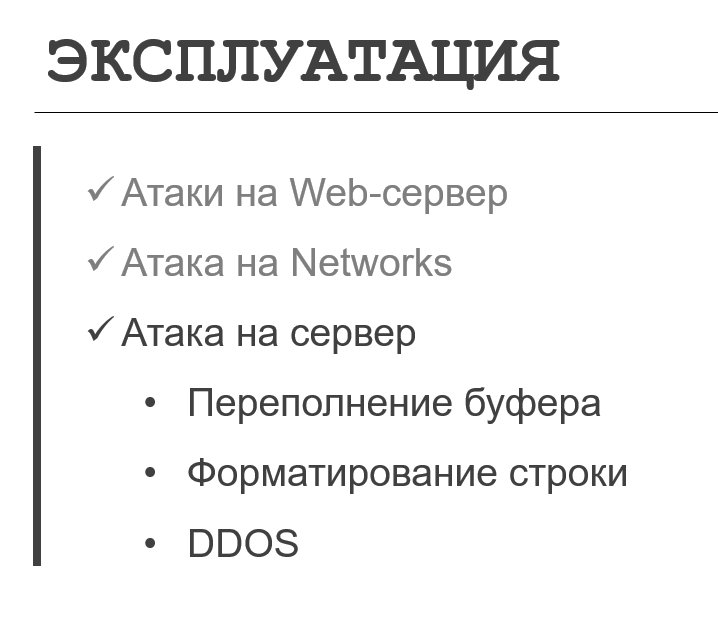 ЭКСПЛУАТАЦИЯ
✓ Атаки на Web-сервер
✓ Атака на Networks
✓ Атака на сервер
• Переполнение буфера
• Форматирование строки
• DDOS